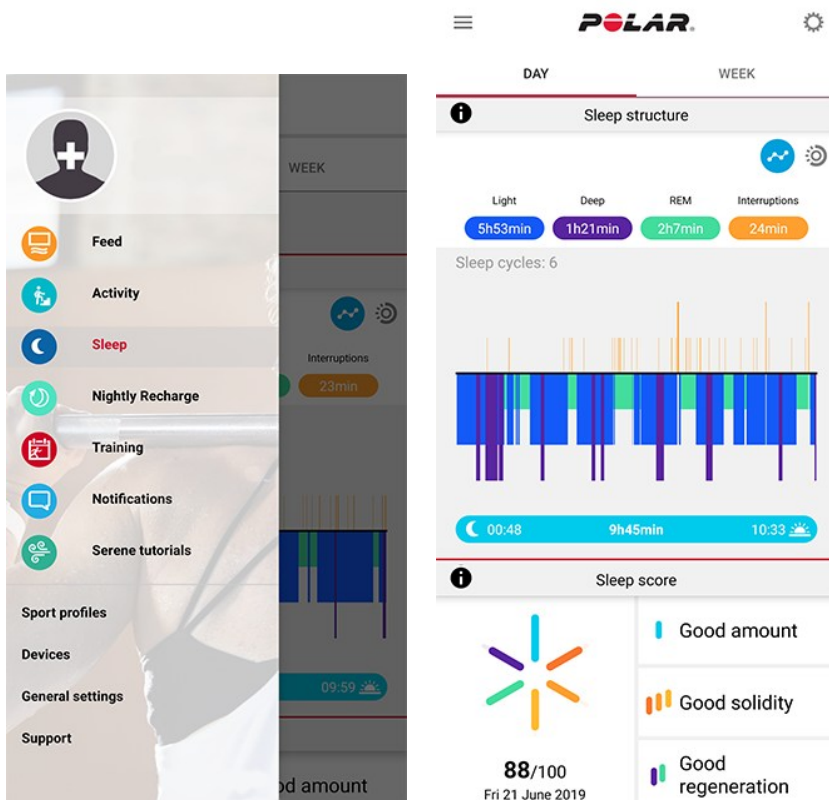 WEEK
Feed
Activity
Sleep
Nightly Recharge
Training
Notifications
Serene tutorials
Sport profiles
Devices
General settings
Support
Interruptions
23min
09:59
od amount
POLAR.
DAY WEEK
Sleep structure
Light Deep REM Interruptions
5h53min 1h21min 2h7min 24min
Sleep cycles: 6
00:48 9h45min 10:33
Sleep score
Good amount
Good solidity
Good
regeneration
88/100
Fri 21 June 2019